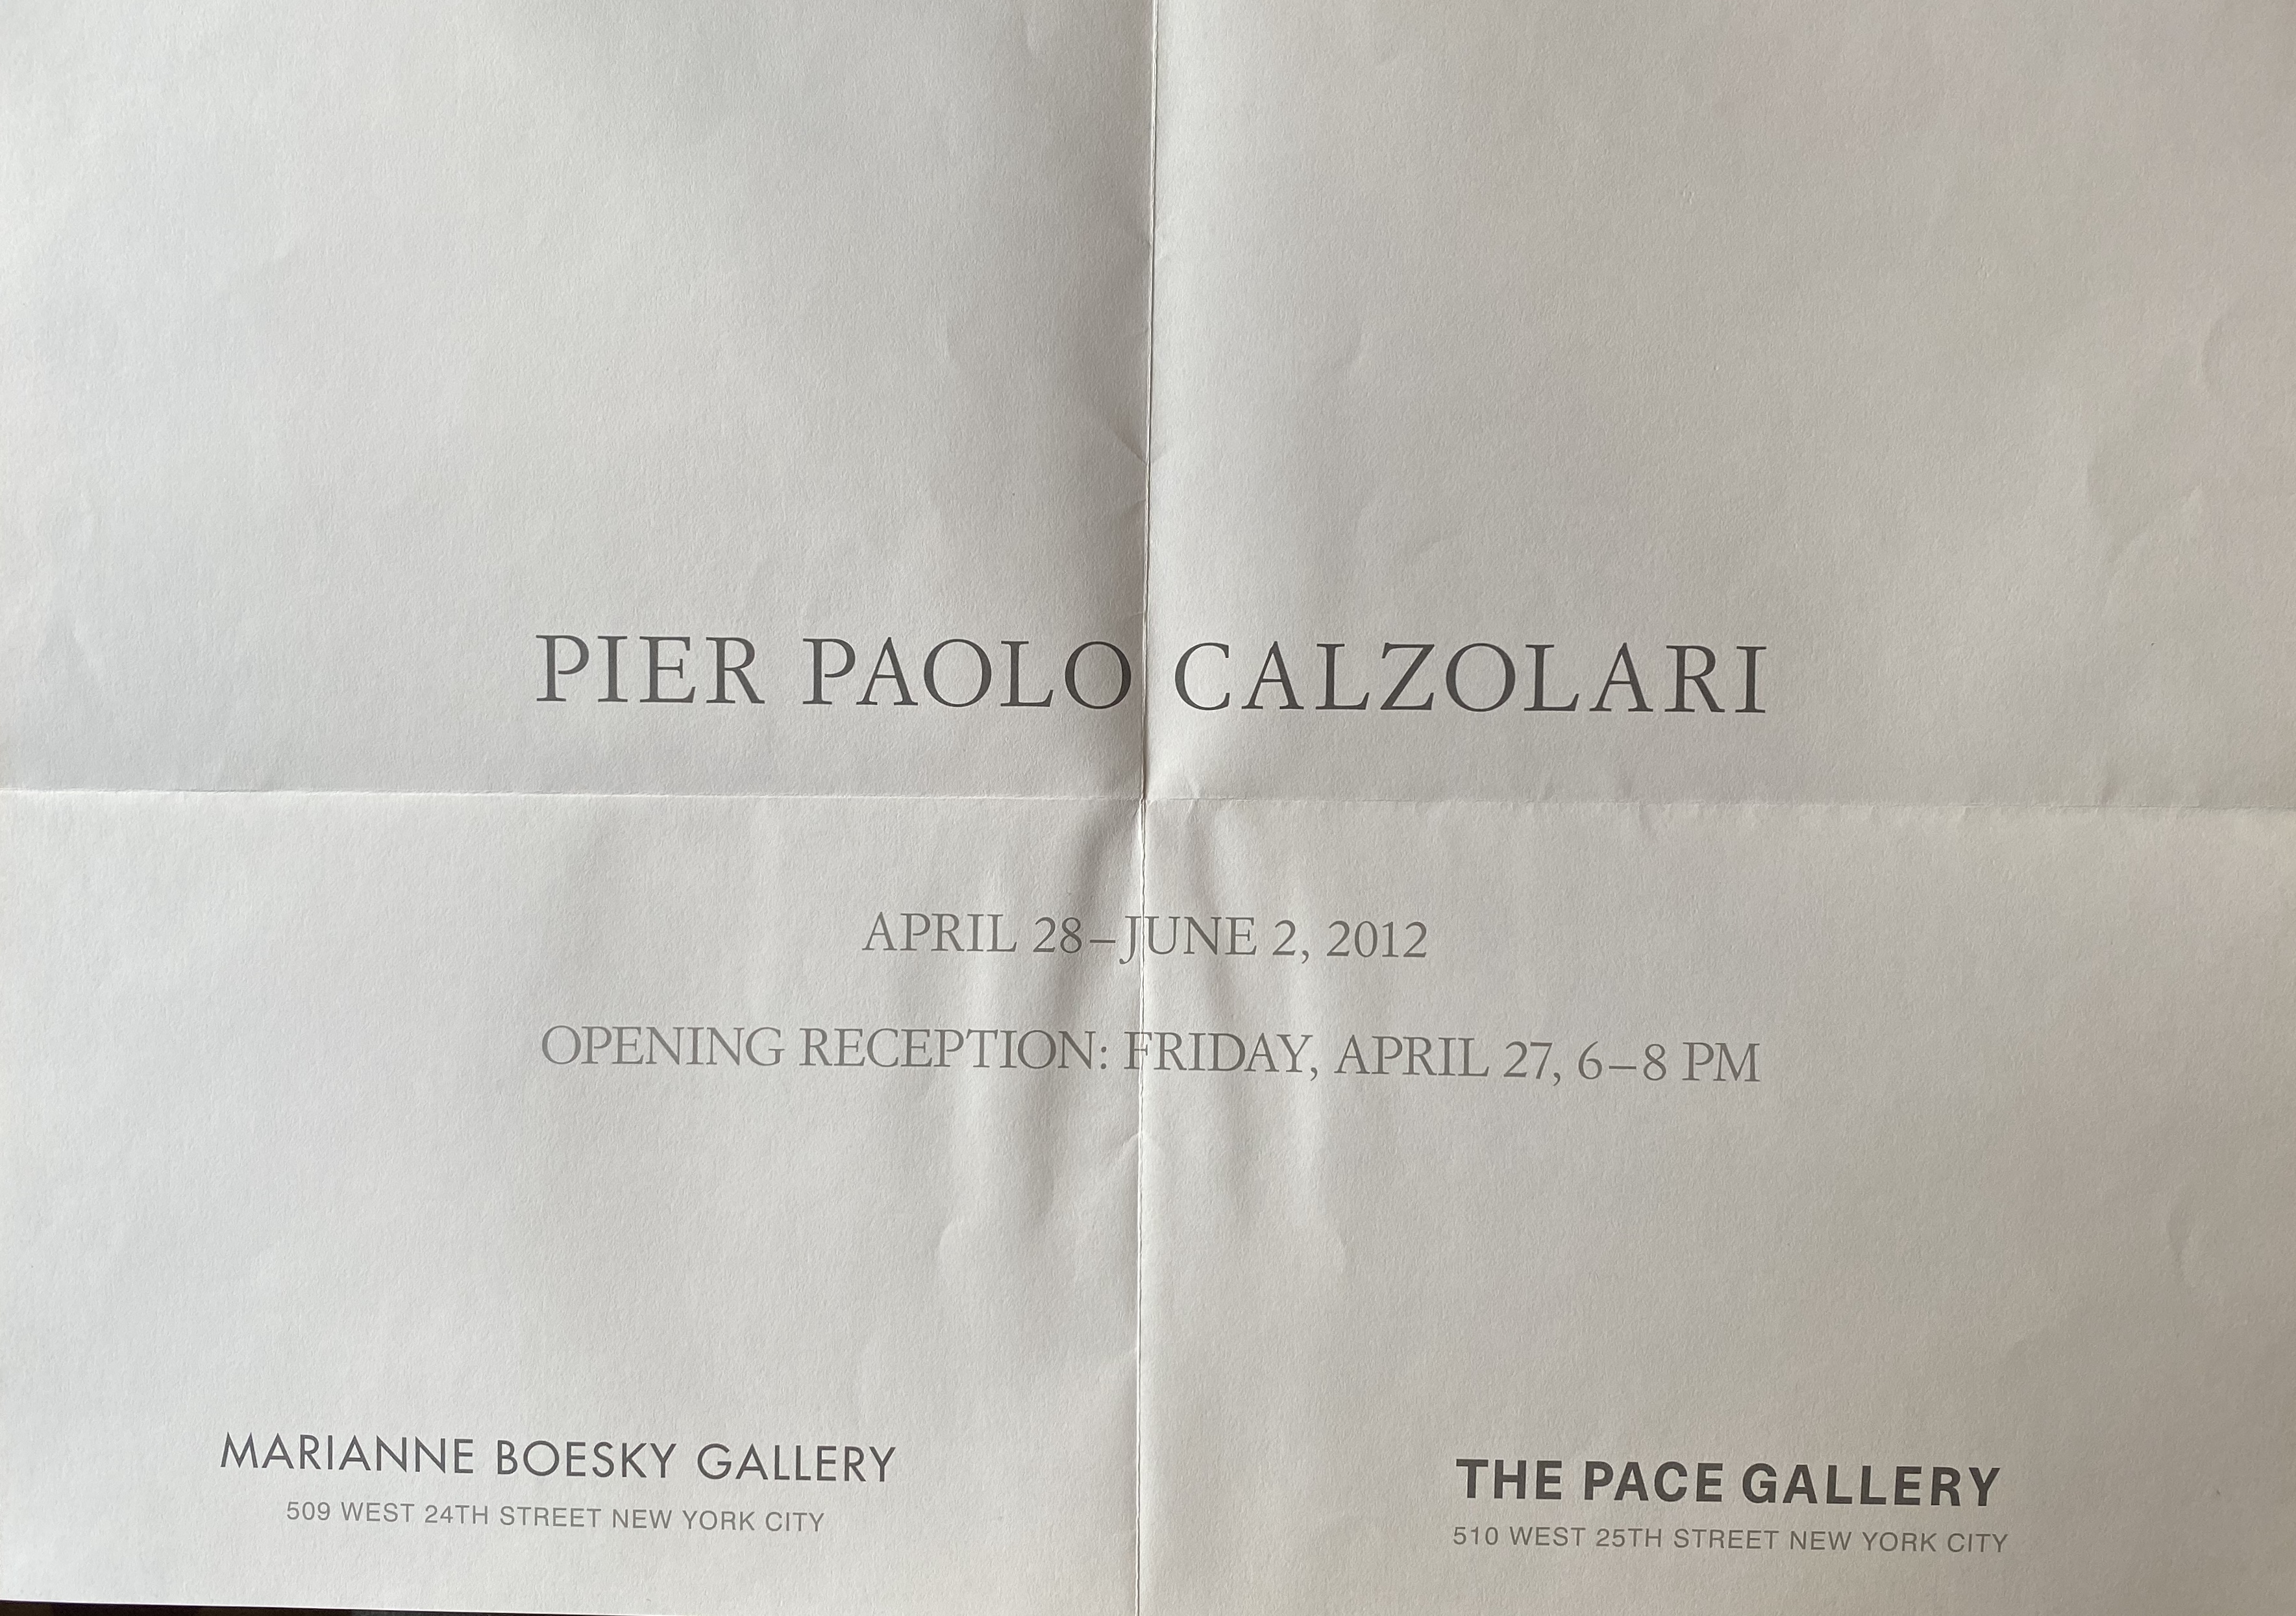 PIER PAOLO CALZOLARI
APRIL 28–JUNE 2, 2012
OPENING RECEPTION: FRIDAY, APRIL 27, 6–8 PM
MARIANNE BOESKY GALLERY
509 WEST 24TH STREET NEW YORK CITY
THE PACE GALLERY
510 WEST 25TH STREET NEW YORK CITY